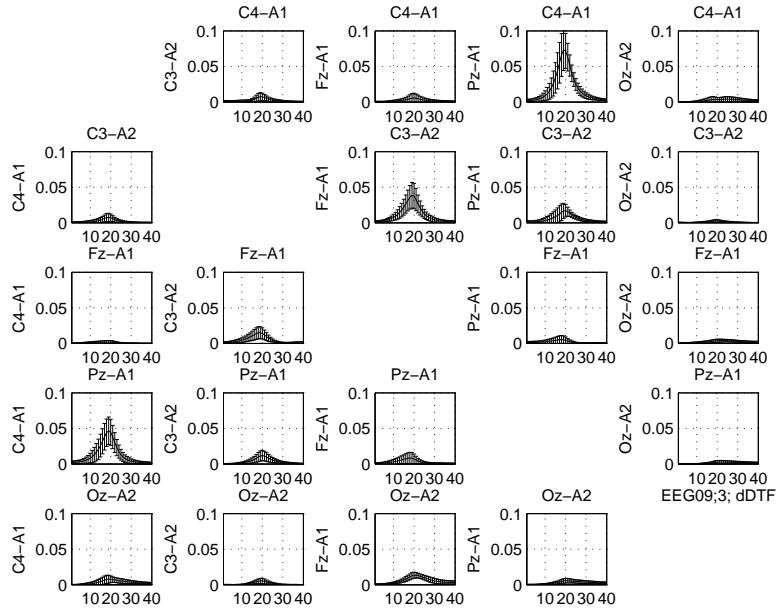 C4−A1 C4−A1 C4−A1 C4−A1
0.1 0.1 0.1 0.1
C3−A2 Fz−A1 Pz−A1 Oz−A2
0.05 0.05 0.05 0.05
0 0 0 0
10 20 30 40 10 20 30 40 10 20 30 40 10 20 30 40
C3−A2 C3−A2 C3−A2 C3−A2
0.1 0.1 0.1 0.1
C4−A1 Fz−A1 Pz−A1 Oz−A2
0.05 0.05 0.05 0.05
0 0 0 0
10 20 30 40 10 20 30 40 10 20 30 40 10 20 30 40
Fz−A1 Fz−A1 Fz−A1 Fz−A1
0.1 0.1 0.1 0.1
C4−A1 C3−A2 Pz−A1 Oz−A2
0.05 0.05 0.05 0.05
0 0 0 0
10 20 30 40 10 20 30 40 10 20 30 40 10 20 30 40
Pz−A1 Pz−A1 Pz−A1 Pz−A1
0.1 0.1 0.1 0.1
C4−A1 C3−A2 Fz−A1 Oz−A2
0.05 0.05 0.05 0.05
0 0 0 0
10 20 30 40 10 20 30 40 10 20 30 40 10 20 30 40
Oz−A2 Oz−A2 Oz−A2 Oz−A2 EEG09;3; dDTF
0.1 0.1 0.1 0.1
C4−A1 C3−A2 Fz−A1 Pz−A1
0.05 0.05 0.05 0.05
0 0 0 0
10 20 30 40 10 20 30 40 10 20 30 40 10 20 30 40